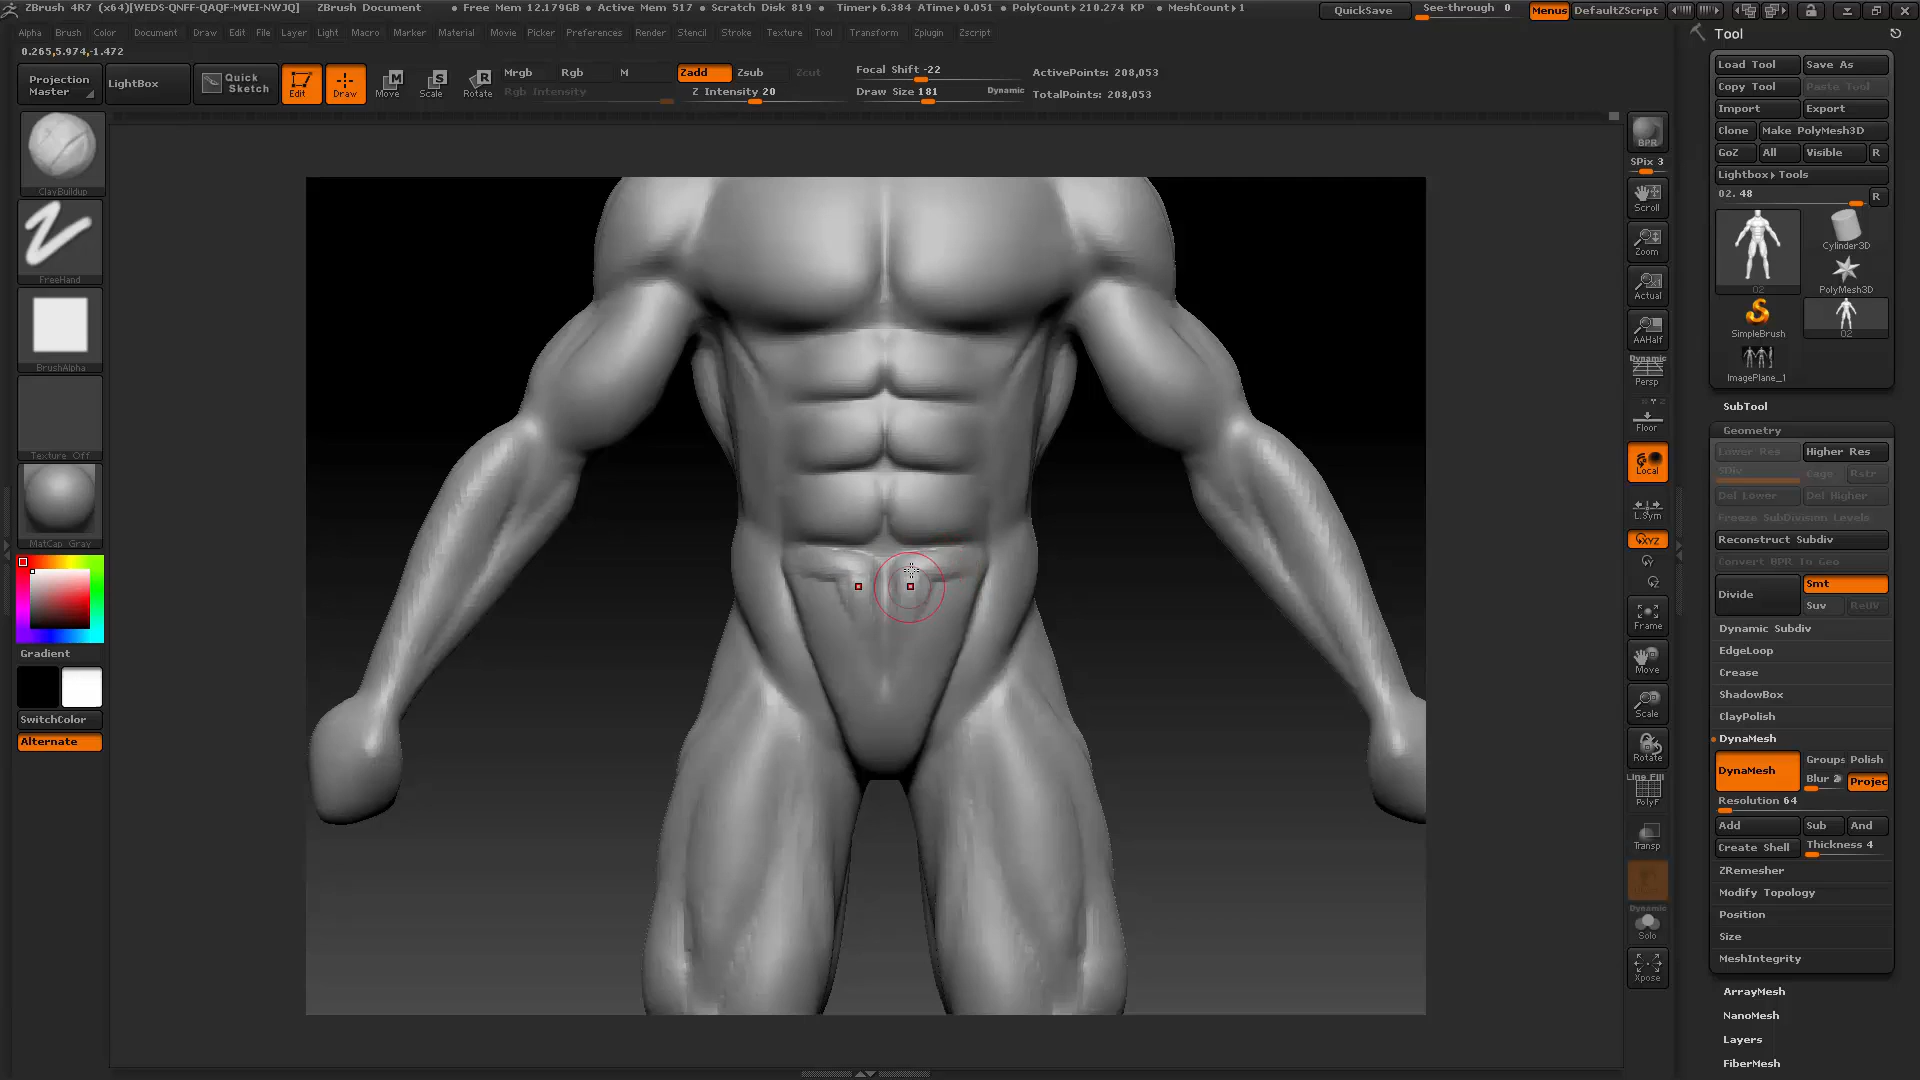 ZBrush 4R7 (x64)[WEDS-QNFF-QAQF-MVEI-NWJQ] ZBrush Document • Free Mem 12.179GB • Active Mem 517 • Scratch Disk 819 • Timer▸6.384 ATime▸0.051 • PolyCount▸210.274 KP • MeshCount▸1 QuickSave See-through 0 Menus DefaultZScript
Alpha Brush Color Document Draw Edit File Layer Light Macro Marker Material Movie Picker Preferences Render Stencil Stroke Texture Tool Transform Zplugin Zscript
0.265,5.974,-1.472
Projection Master
LightBox
Quick Sketch
Edit
Draw
Move
Scale
Rotate
Mrgb Rgb M
Rgb Intensity
Zadd Zsub Zcut
Z Intensity 20
Focal Shift -22
Draw Size 181 Dynamic
ActivePoints: 208,053
TotalPoints: 208,053
ClayBuildup
FreeHand
BrushAlpha
Texture Off
MatCap Gray
Gradient
SwitchColor
Alternate
BPR
SPix 3
Scroll
Zoom
Actual
AAHalf
Dynamic
Persp
Floor
Local
L.Sym
XYZ
Frame
Move
Scale
Rotate
Line Fill
PolyF
Transp
Dynamic
Solo
Xpose
Tool
Load Tool Save As
Copy Tool Paste Tool
Import Export
Clone Make PolyMesh3D
GoZ All Visible R
Lightbox▸Tools
02. 48 R
02
Cylinder3D
PolyMesh3D
SimpleBrush
02
ImagePlane_1
SubTool
Geometry
Lower Res Higher Res
SDiv Cage Rstr
Del Lower Del Higher
Freeze SubDivision Levels
Reconstruct Subdiv
Convert BPR To Geo
Divide Smt
Suv ReUV
Dynamic Subdiv
EdgeLoop
Crease
ShadowBox
ClayPolish
DynaMesh
DynaMesh Groups Polish
Blur 2 Projec
Resolution 64
Add Sub And
Create Shell Thickness 4
ZRemesher
Modify Topology
Position
Size
MeshIntegrity
ArrayMesh
NanoMesh
Layers
FiberMesh